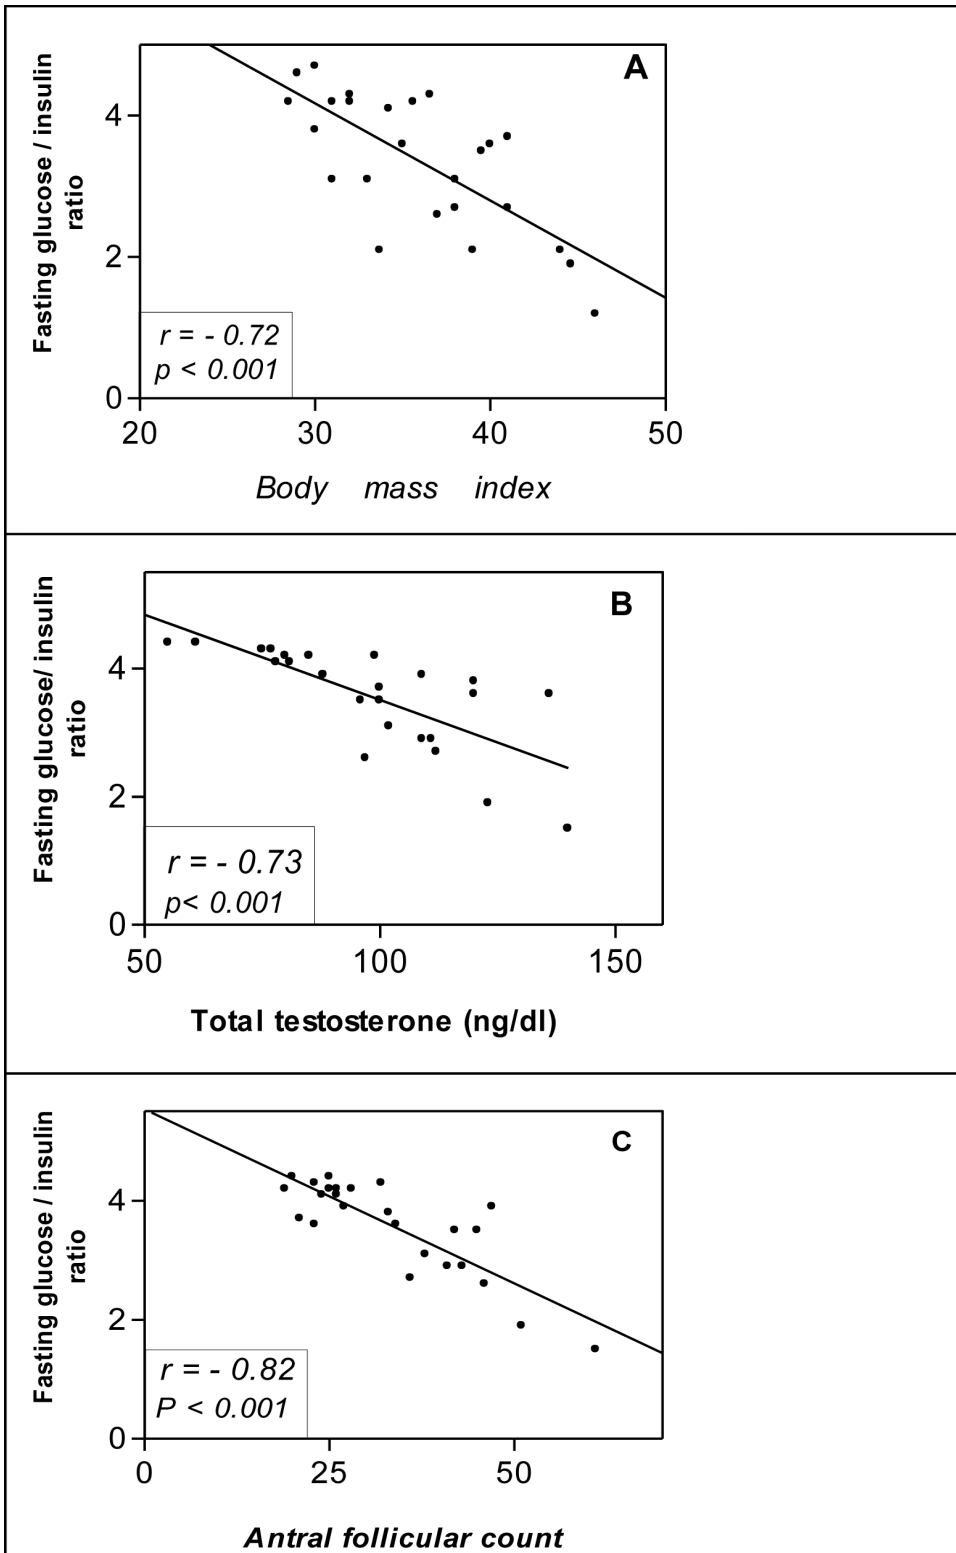 A
Fasting glucose / insulin
ratio
4
2
0
r = - 0.72
p < 0.001
20 30 40 50
Body mass index
B
Fasting glucose/ insulin
ratio
4
2
0
r = - 0.73
p< 0.001
50 100 150
Total testosterone (ng/dl)
C
Fasting glucose / insulin
ratio
4
2
0
r = - 0.82
P < 0.001
0 25 50
Antral follicular count